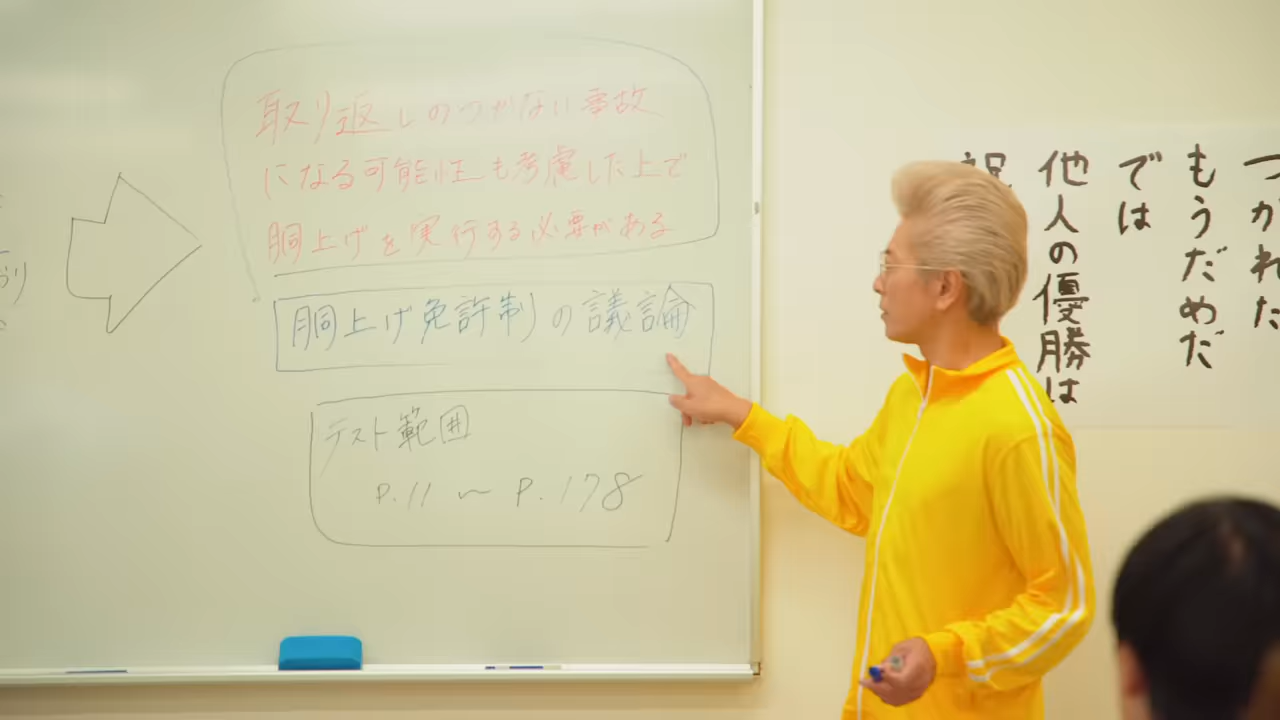 取り返しのつかない事故
になる可能性も考慮した上で
胴上げを実行する必要がある
胴上げ免許制の議論
テスト範囲
P.11 〜 P.178
つかれた
もうだめだ
では
他人の優勝は